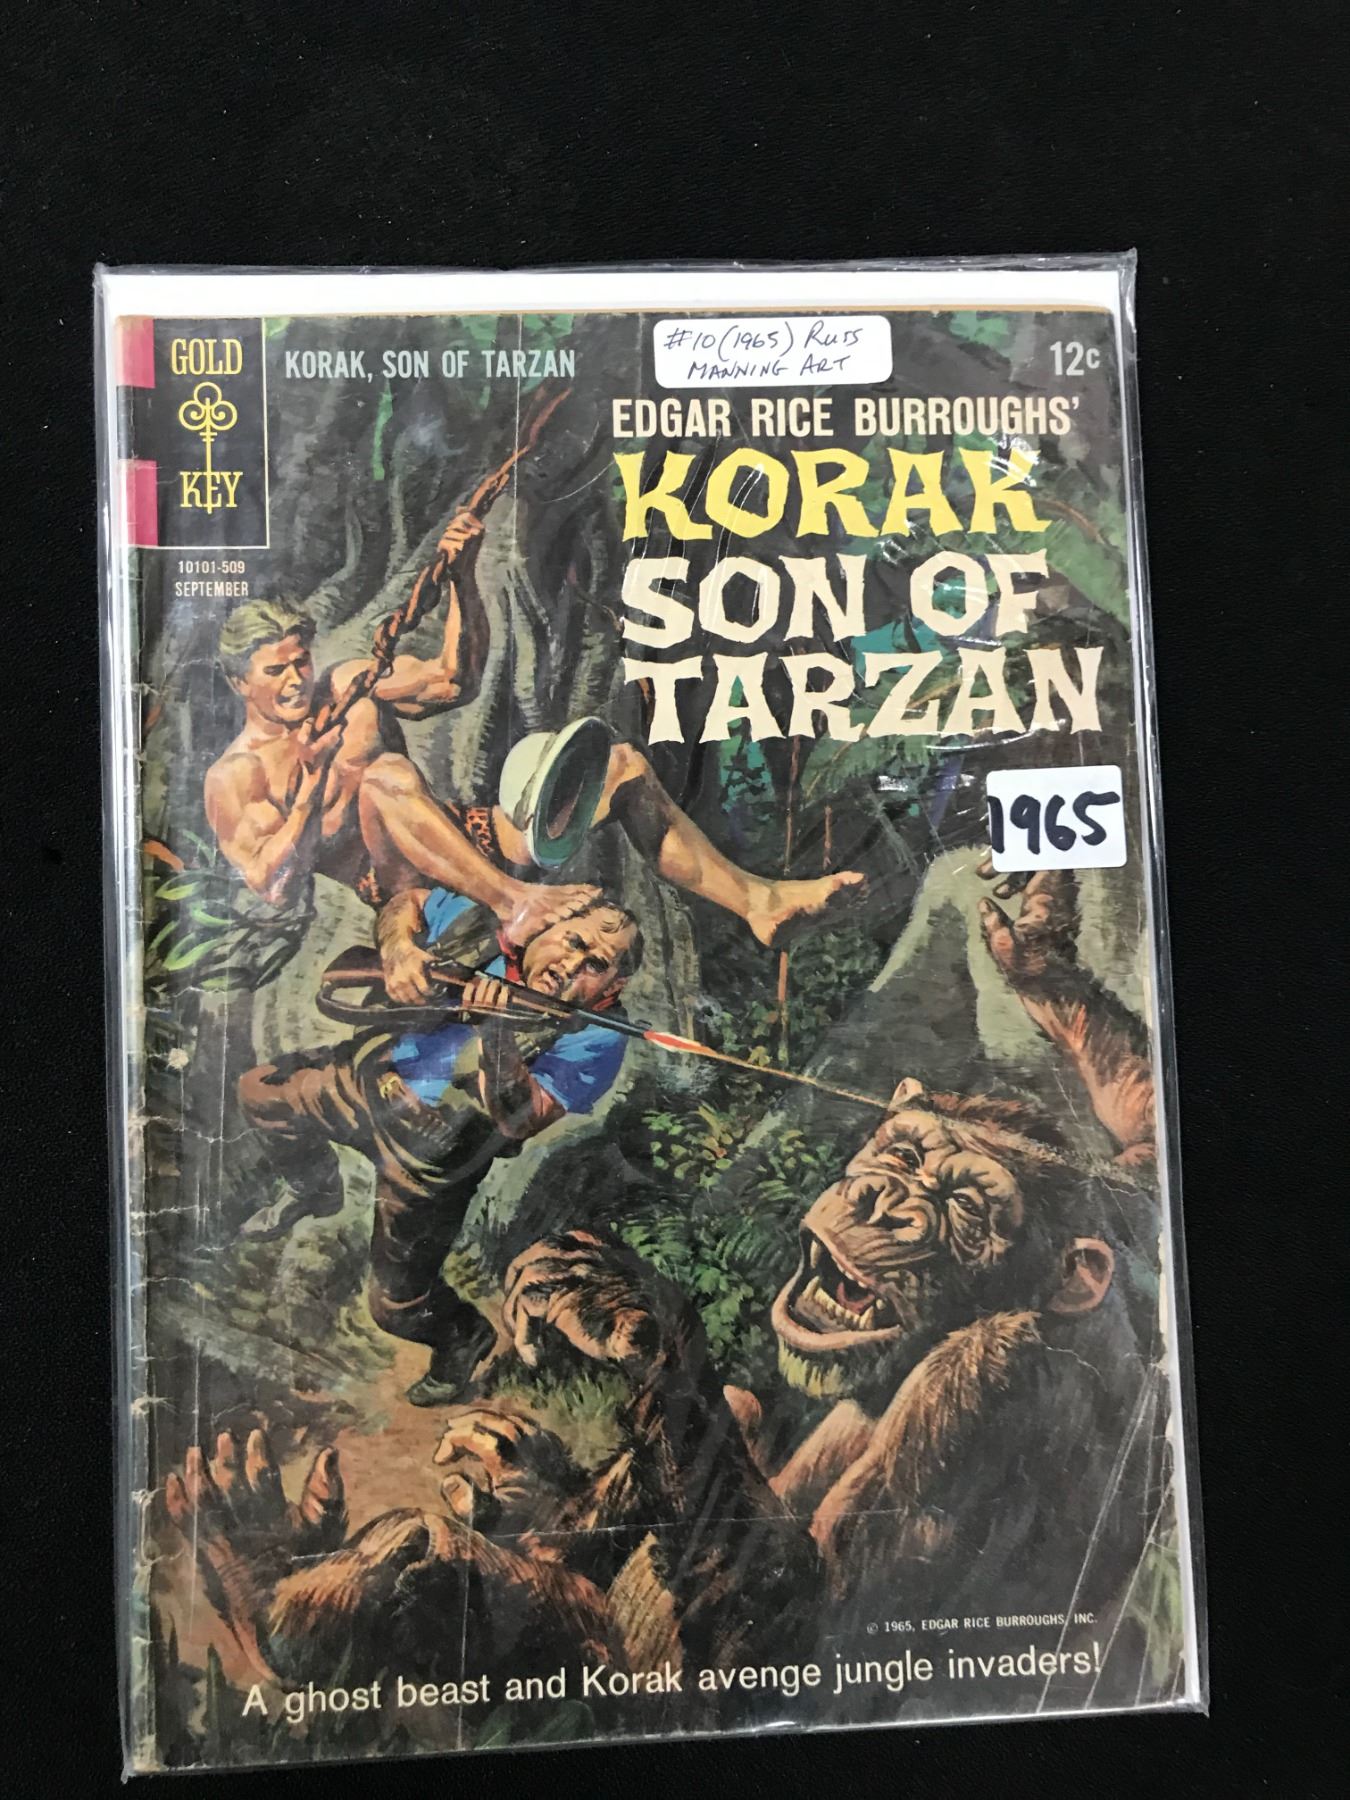 GOLD
KEY
KORAK, SON OF TARZAN
#10 (1965) RUSS
MANNING ART
12c
EDGAR RICE BURROUGHS'
KORAK
SON OF
TARZAN
10101-509
SEPTEMBER
1965
© 1965, EDGAR RICE BURROUGHS, INC.
A ghost beast and Korak avenge jungle invaders!